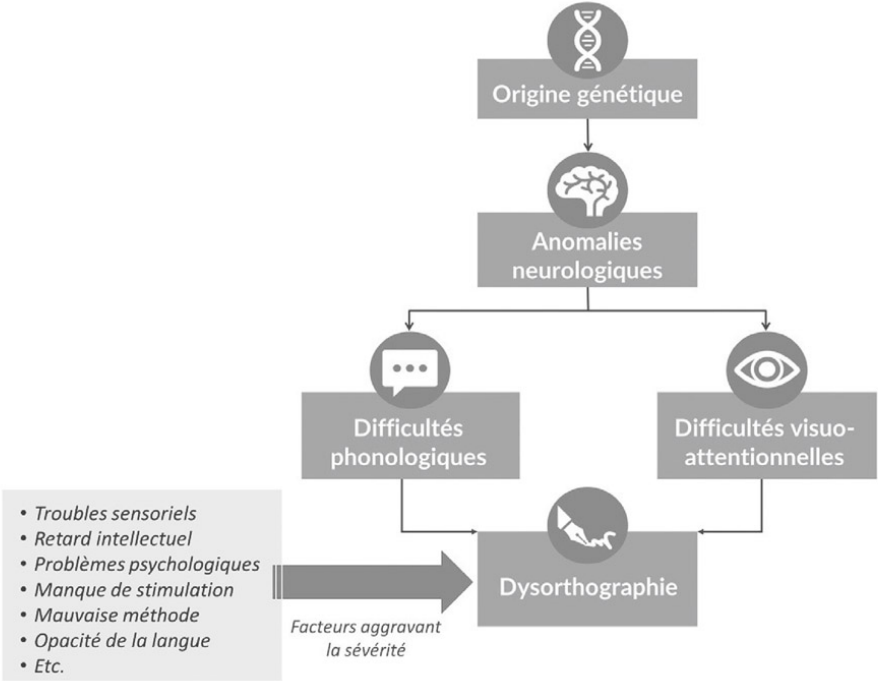 Origine génétique
Anomalies
neurologiques
Difficultés
phonologiques
Difficultés visuo-
attentionnelles
• Troubles sensoriels
• Retard intellectuel
• Problèmes psychologiques
• Manque de stimulation
• Mauvaise méthode
• Opacité de la langue
• Etc.
Facteurs aggravant
la sévérité
Dysorthographie